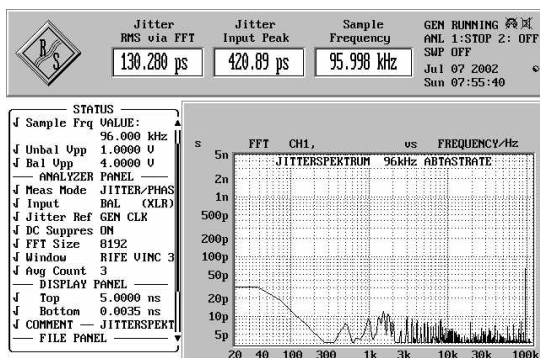 R S
Jitter RMS via FFT
130.280 ps
Jitter Input Peak
420.89 ps
Sample Frequency
95.998 kHz
GEN RUNNING
ANL 1:STOP 2: OFF
SWP OFF
Jul 07 2002
Sun 07:55:40
STATUS
Sample Frq VALUE:
96.000 kHz
Unbal Vpp 1.0000 V
Bal Vpp 4.0000 V
ANALYZER PANEL
Meas Mode JITTER/PHAS
Input BAL (XLR)
Jitter Ref GEN CLK
DC Suppres ON
FFT Size 8192
Window RIFE VINC 3
Avg Count 3
DISPLAY PANEL
Top 5.0000 ns
Bottom 0.0035 ns
COMMENT — JITTERSPEKT
FILE PANEL
s FFT CH1, vs FREQUENCY/Hz
JITTERSPEKTRUM 96kHz ABTASTRATE
5n
2n
1n
500p
200p
100p
50p
20p
10p
5p
20 40 100 300 1k 3k 10k 30k 100k